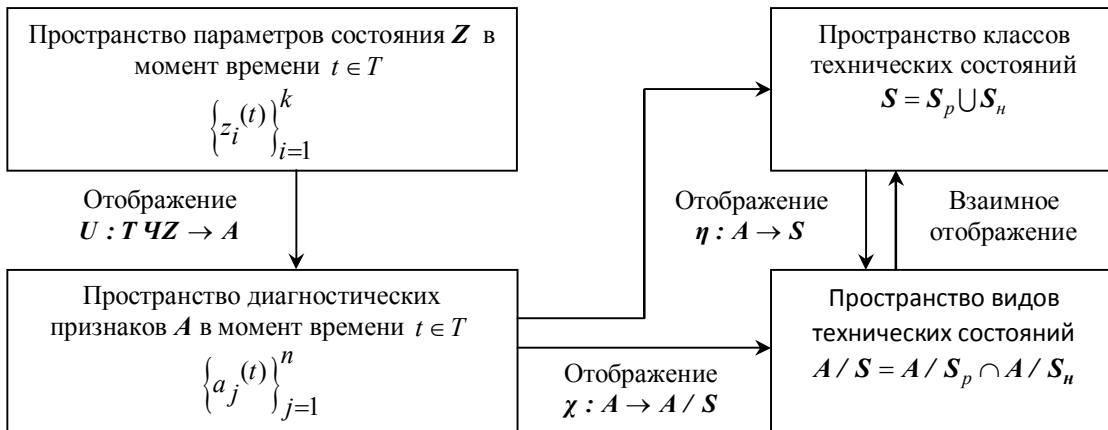 Пространство параметров состояния Z в
момент времени t ∈ T
{z_i(t)}_{i=1}^{k}
Пространство классов
технических состояний
S = S_p ⋃ S_н
Отображение
U : T ЧZ → A
Отображение
η : A → S
Взаимное
отображение
Пространство диагностических
признаков A в момент времени t ∈ T
{a_j(t)}_{j=1}^{n}
Отображение
χ : A → A / S
Пространство видов
технических состояний
A / S = A / S_p ∩ A / S_н